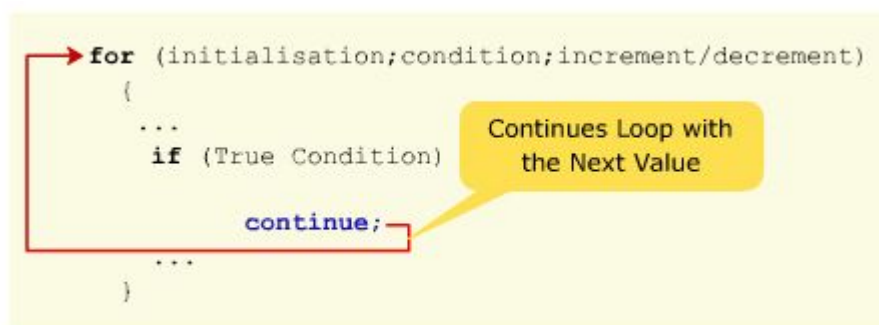 for (initialisation;condition;increment/decrement)
{
...
Continues Loop with
the Next Value
if (True Condition)
continue;
...
}